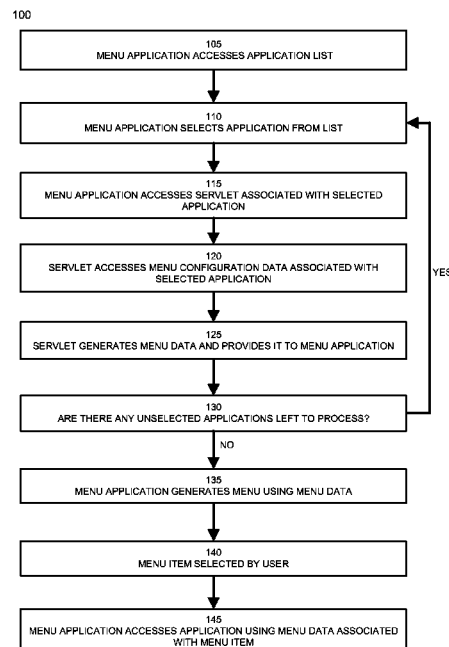 100
105
MENU APPLICATION ACCESSES APPLICATION LIST
110
MENU APPLICATION SELECTS APPLICATION FROM LIST
115
MENU APPLICATION ACCESSES SERVLET ASSOCIATED WITH SELECTED
APPLICATION
120
SERVLET ACCESSES MENU CONFIGURATION DATA ASSOCIATED WITH
SELECTED APPLICATION
YES
125
SERVLET GENERATES MENU DATA AND PROVIDES IT TO MENU APPLICATION
130
ARE THERE ANY UNSELECTED APPLICATIONS LEFT TO PROCESS?
NO
135
MENU APPLICATION GENERATES MENU USING MENU DATA
140
MENU ITEM SELECTED BY USER
145
MENU APPLICATION ACCESSES APPLICATION USING MENU DATA ASSOCIATED
WITH MENU ITEM